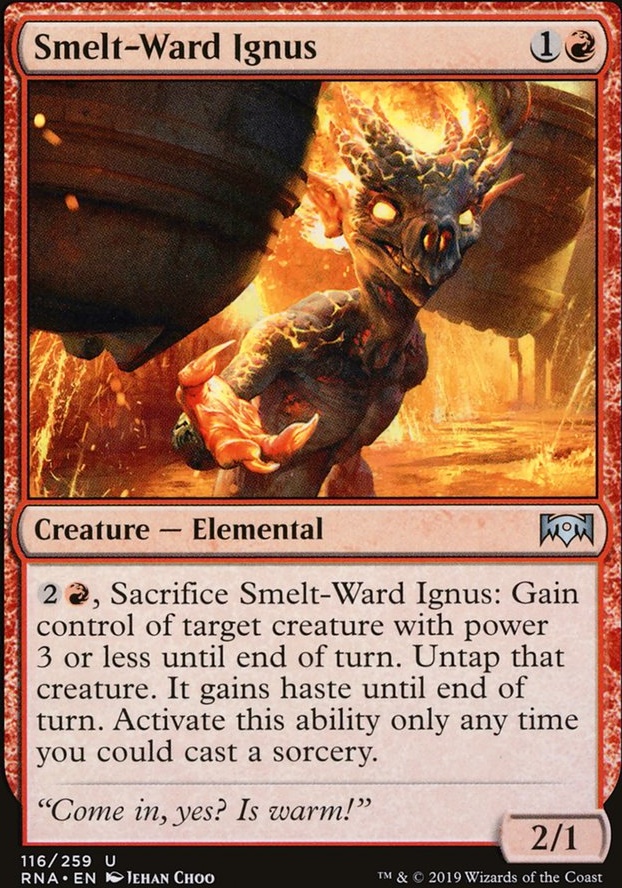 Smelt-Ward Ignus 1
Creature — Elemental
2 , Sacrifice Smelt-Ward Ignus: Gain
control of target creature with power
3 or less until end of turn. Untap that
creature. It gains haste until end of
turn. Activate this ability only any time
you could cast a sorcery.
“Come in, yes? Is warm!”
2/1
116/259 U
RNA • EN Jehan Choo
™ & © 2019 Wizards of the Coast